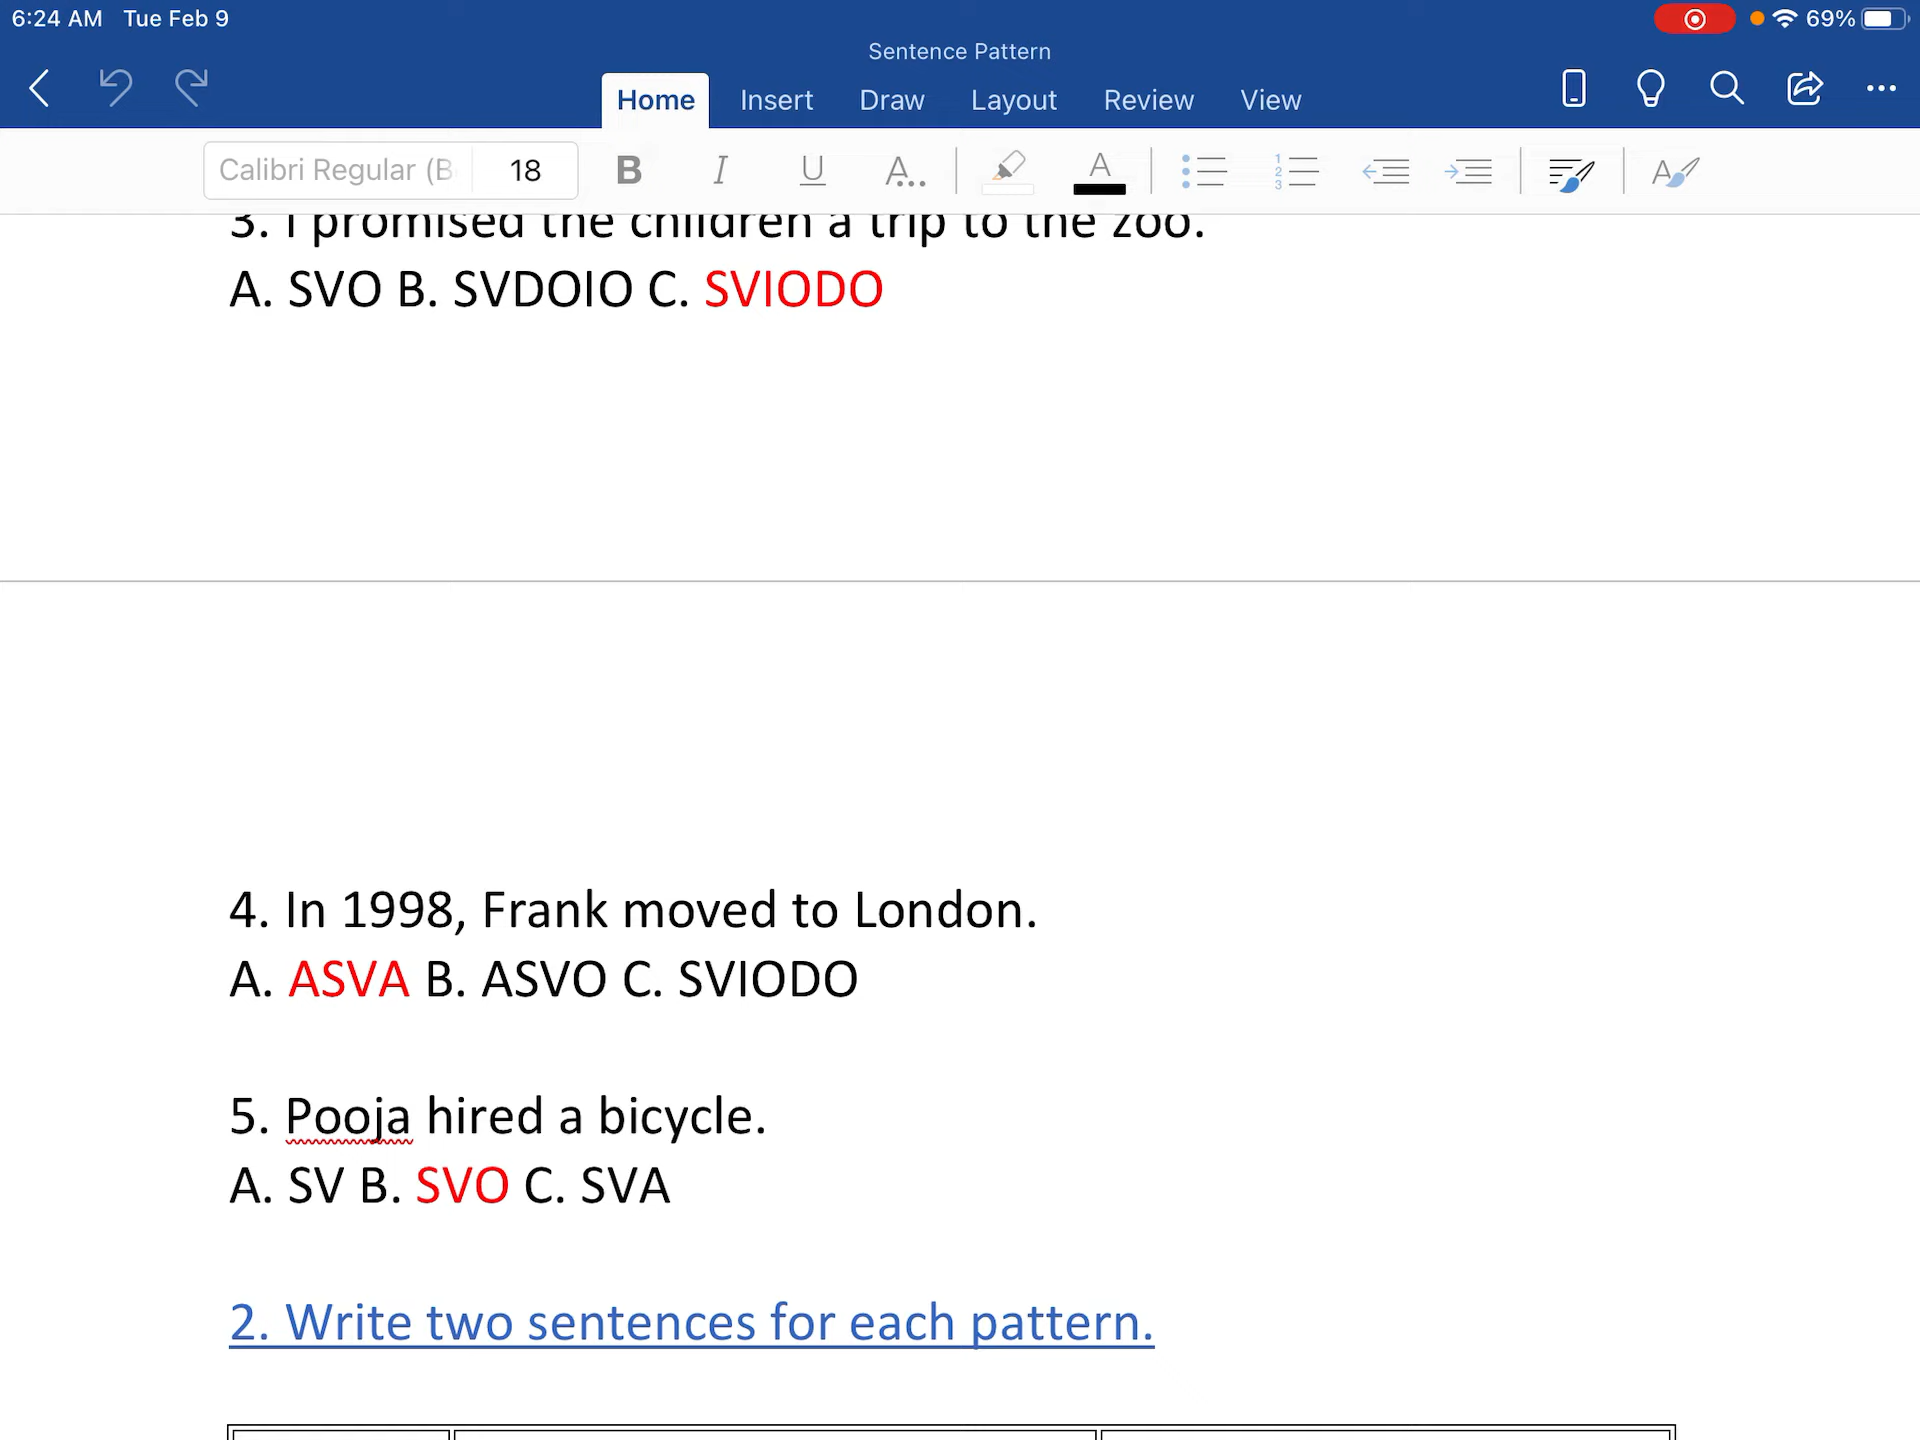 6:24 AM Tue Feb 9
69%
Sentence Pattern
Home Insert Draw Layout Review View
Calibri Regular (B 18 B I U A.. A A
3. I promised the children a trip to the zoo.
A. SVO B. SVDOIO C. SVIODO
4. In 1998, Frank moved to London.
A. ASVA B. ASVO C. SVIODO
5. Pooja hired a bicycle.
A. SV B. SVO C. SVA
2. Write two sentences for each pattern.